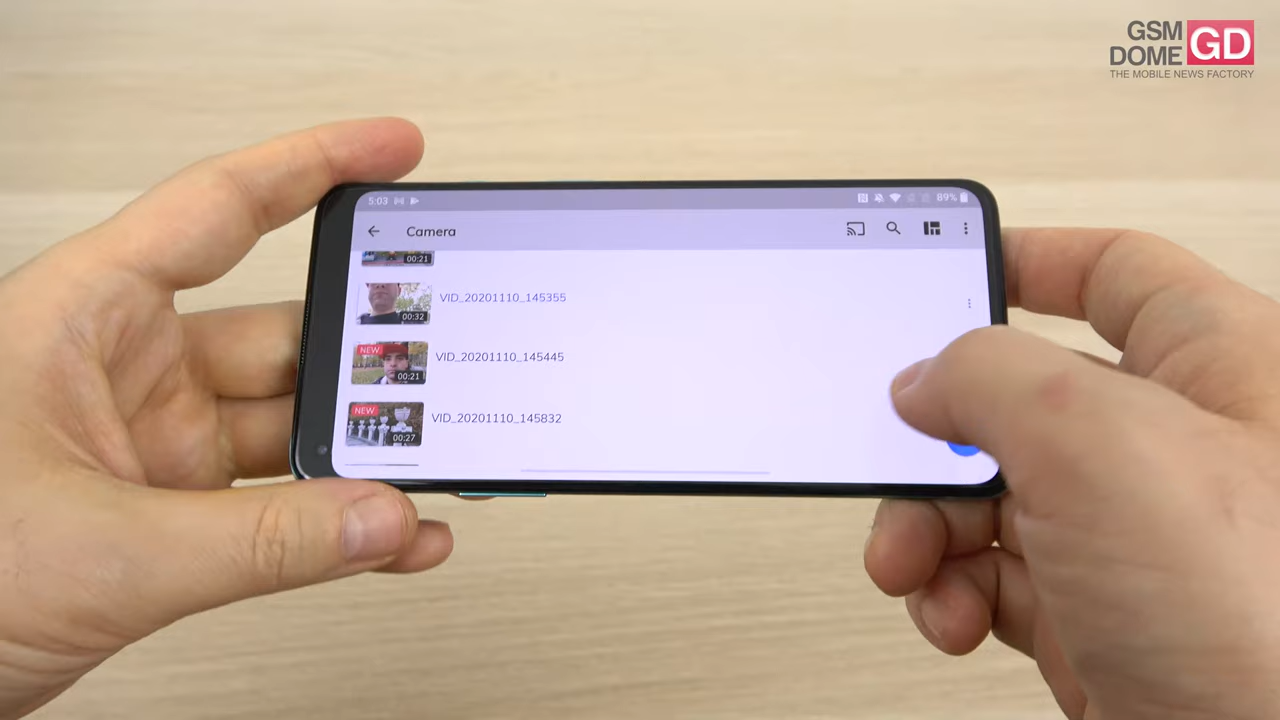 GSM
DOME GD
THE MOBILE NEWS FACTORY
5:03
89%
Camera
00:21
VID_20201110_145355
00:32
NEW
VID_20201110_145445
00:21
NEW
VID_20201110_145832
00:27